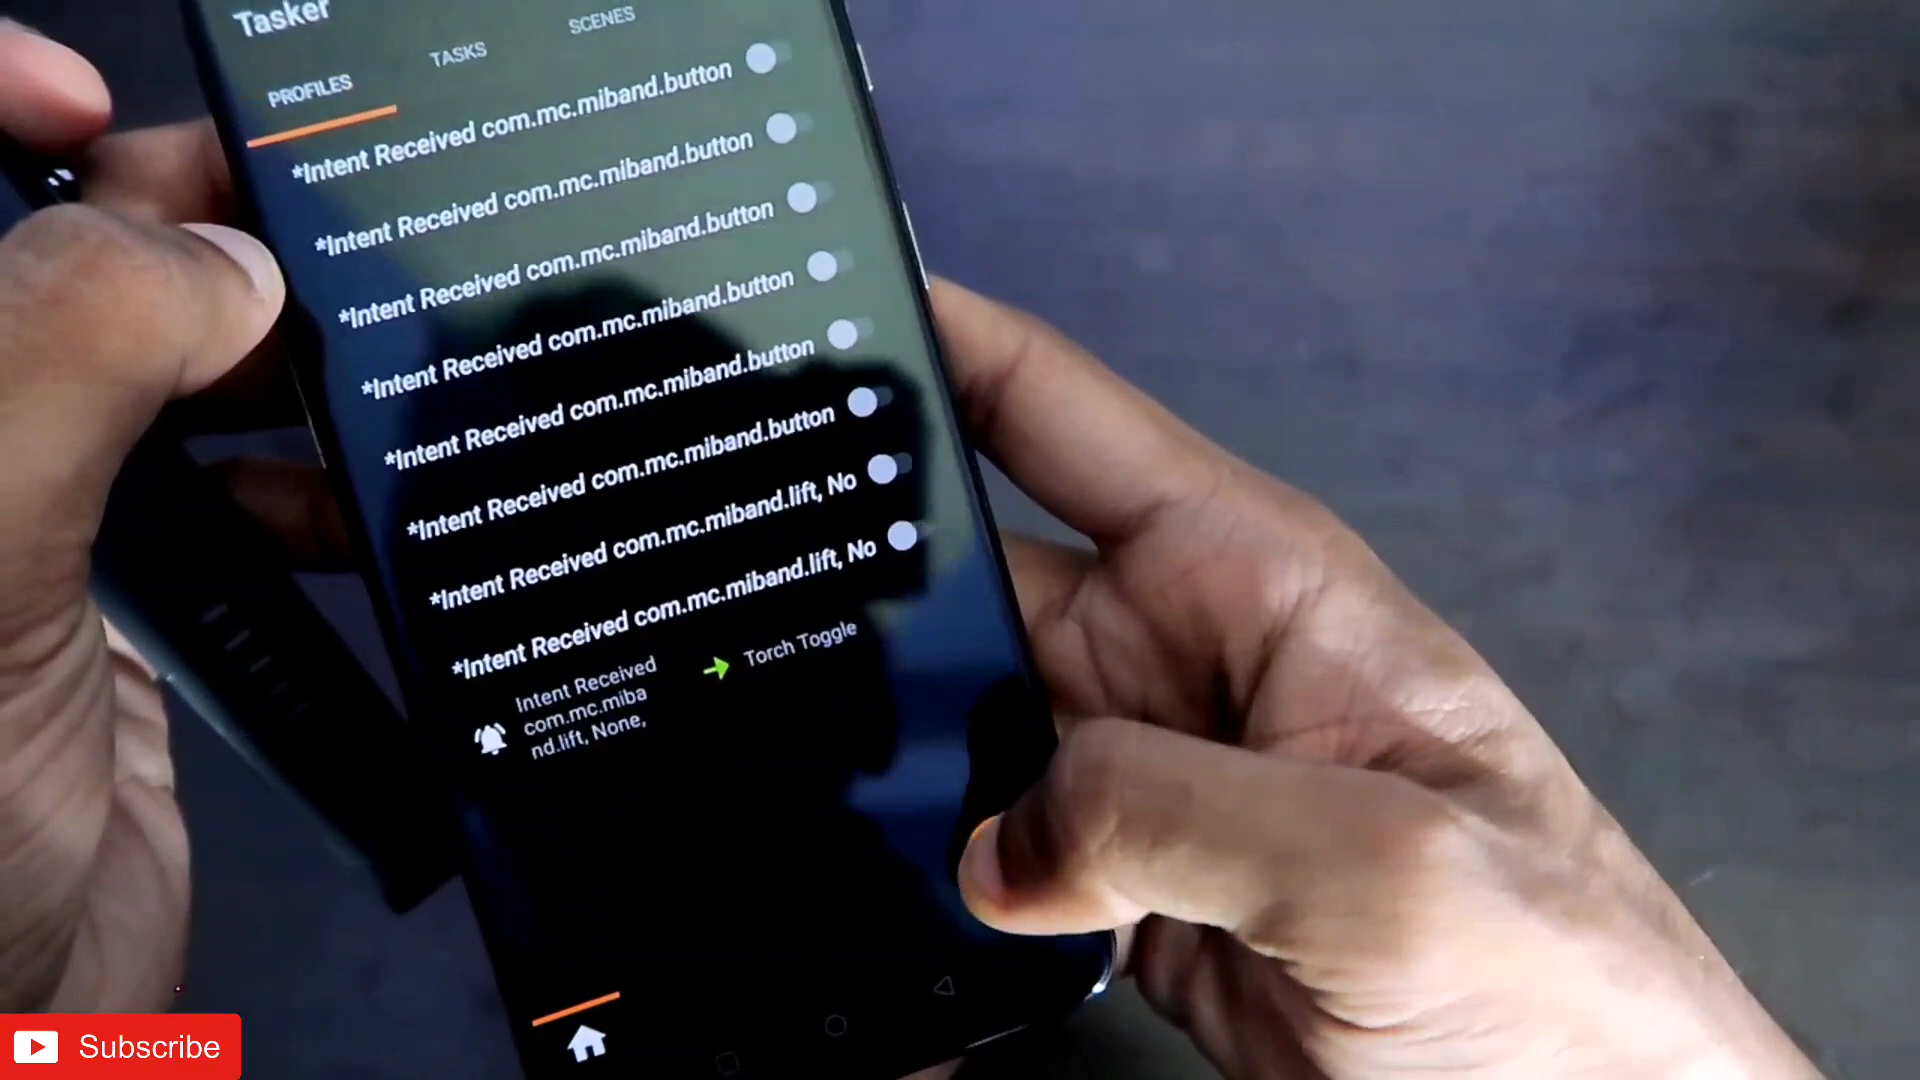 Tasker
PROFILES
TASKS
SCENES
*Intent Received com.mc.miband.button
*Intent Received com.mc.miband.button
*Intent Received com.mc.miband.button
*Intent Received com.mc.miband.button
*Intent Received com.mc.miband.button
*Intent Received com.mc.miband.button
*Intent Received com.mc.miband.lift, No
*Intent Received com.mc.miband.lift, No
Intent Received
com.mc.miba
nd.lift, None,
Torch Toggle
Subscribe